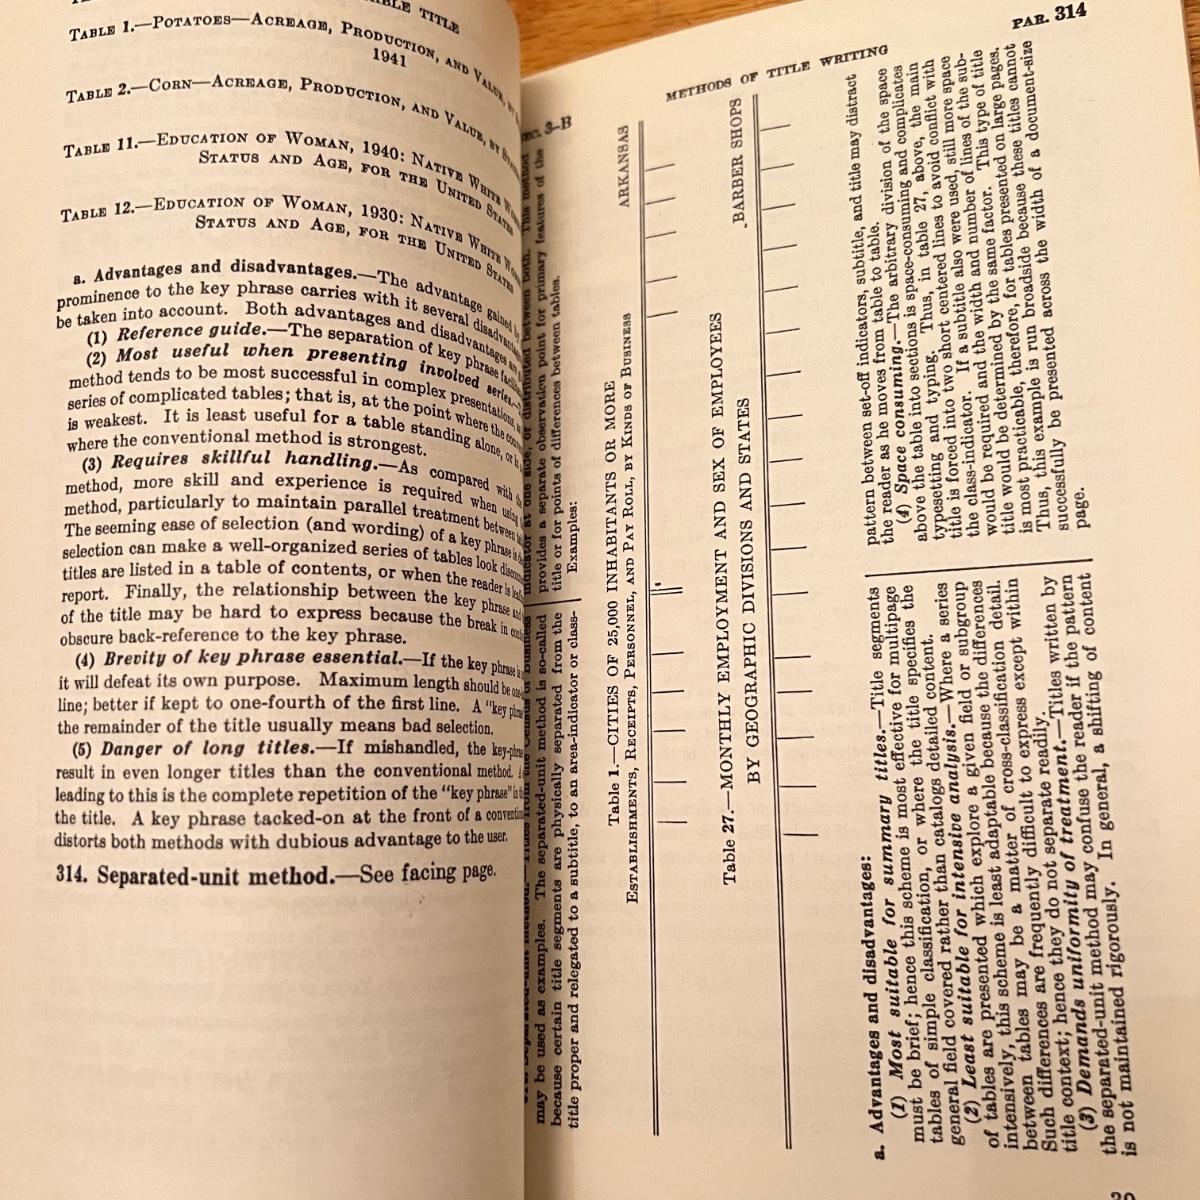 TABLE TITLE
TABLE 1.—POTATOES—ACREAGE, PRODUCTION, AND VALUE,
1941
TABLE 2.—CORN—ACREAGE, PRODUCTION, AND VALUE, BY
TABLE 11.—EDUCATION OF WOMAN, 1940: NATIVE WHITE
STATUS AND AGE, FOR THE UNITED STATES
TABLE 12.—EDUCATION OF WOMAN, 1930: NATIVE WHITE
STATUS AND AGE, FOR THE UNITED STATES
a. Advantages and disadvantages.—The advantage gained
prominence to the key phrase carries with it several
be taken into account. Both advantages and disadvantages
(1) Reference guide.—The separation of key phrase
(2) Most useful when presenting involved series.
method tends to be most successful in complex presentations,
series of complicated tables; that is, at the point where the
is weakest. It is least useful for a table standing alone, or
where the conventional method is strongest.
(3) Requires skillful handling.—As compared with
method, more skill and experience is required when using
method, particularly to maintain parallel treatment between
The seeming ease of selection (and wording) of a key phrase
selection can make a well-organized series of tables look
titles are listed in a table of contents, or when the reader
report. Finally, the relationship between the key phrase
of the title may be hard to express because the break in
obscure back-reference to the key phrase.
(4) Brevity of key phrase essential.—If the key phrase
it will defeat its own purpose. Maximum length should be
line; better if kept to one-fourth of the first line. A "key
the remainder of the title usually means bad selection.
(5) Danger of long titles.—If mishandled, the
result in even longer titles than the conventional method.
leading to this is the complete repetition of the "key phrase"
the title. A key phrase tacked-on at the front of a
distorts both methods with dubious advantage to the user.
314. Separated-unit method.—See facing page.
3-B
METHODS OF TITLE WRITING
PAR. 314
may be used as examples. The separated-unit method is so-called
because certain title segments are physically separated from the
title proper and relegated to a subtitle, to an area-indicator or class-
This method
provides a separate observation point for primary features of the
title or for points of differences between tables.
Examples:
Table 1.—CITIES OF 25,000 INHABITANTS OR MORE
ARKANSAS
ESTABLISHMENTS, RECEIPTS, PERSONNEL, AND PAY ROLL, BY KINDS OF BUSINESS
Table 27.—MONTHLY EMPLOYMENT AND SEX OF EMPLOYEES
BARBER SHOPS
BY GEOGRAPHIC DIVISIONS AND STATES
a. Advantages and disadvantages:
(1) Most suitable for summary titles.—Title segments
must be brief; hence this scheme is most effective for multipage
tables of simple classification, or where the title specifies the
general field covered rather than catalogs detailed content.
(2) Least suitable for intensive analysis.—Where a series
of tables are presented which explore a given field or subgroup
intensively, this scheme is least adaptable because the differences
between tables may be a matter of cross-classification detail.
Such differences are frequently difficult to express except within
title context; hence they do not separate readily.
(3) Demands uniformity of treatment.—Titles written by
the separated-unit method may confuse the reader if the pattern
is not maintained rigorously. In general, a shifting of content
pattern between set-off indicators, subtitle, and title may distract
the reader as he moves from table to table.
(4) Space consuming.—The arbitrary division of the space
above the table into sections is space-consuming and complicates
typesetting and typing. Thus, in table 27, above, the main
title is forced into two short centered lines to avoid conflict with
the class-indicator. If a subtitle also were used, still more space
would be required and the width and number of lines of the sub-
title would be determined by the same factor. This type of title
is most practicable, therefore, for tables presented on large pages.
Thus, this example is run broadside because these titles cannot
successfully be presented across the width of a document-size
page.